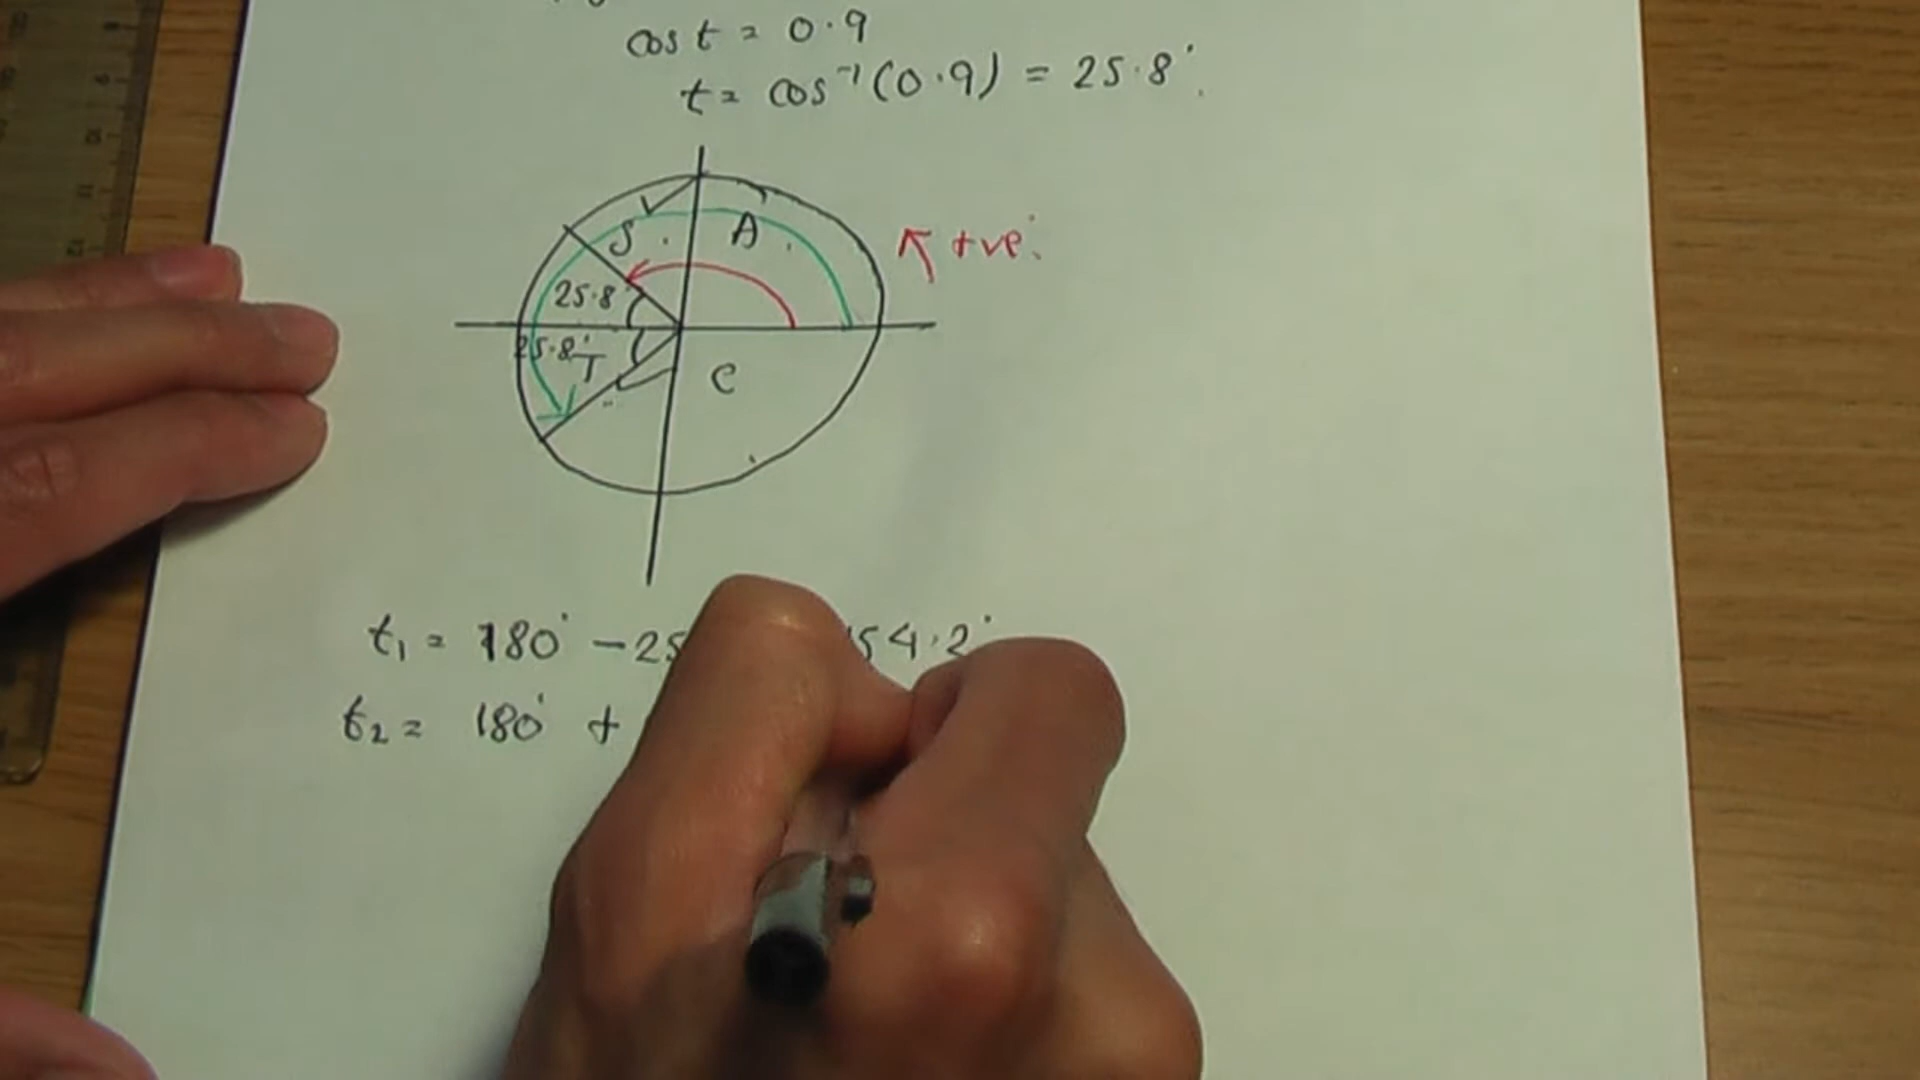 cos t = 0.9
t = cos⁻¹(0.9) = 25.8°
S A +ve
25.8°
25.8° T C
t₁ = 180° - 25 54.2°
t₂ = 180° +